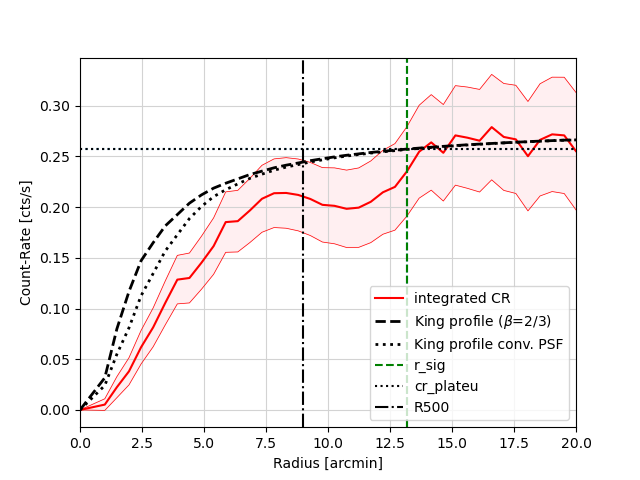 0.30
0.25
0.20
0.15
0.10
0.05
0.00
Count-Rate [cts/s]
integrated CR
King profile (β=2/3)
King profile conv. PSF
r_sig
cr_plateu
R500
0.0 2.5 5.0 7.5 10.0 12.5 15.0 17.5 20.0
Radius [arcmin]